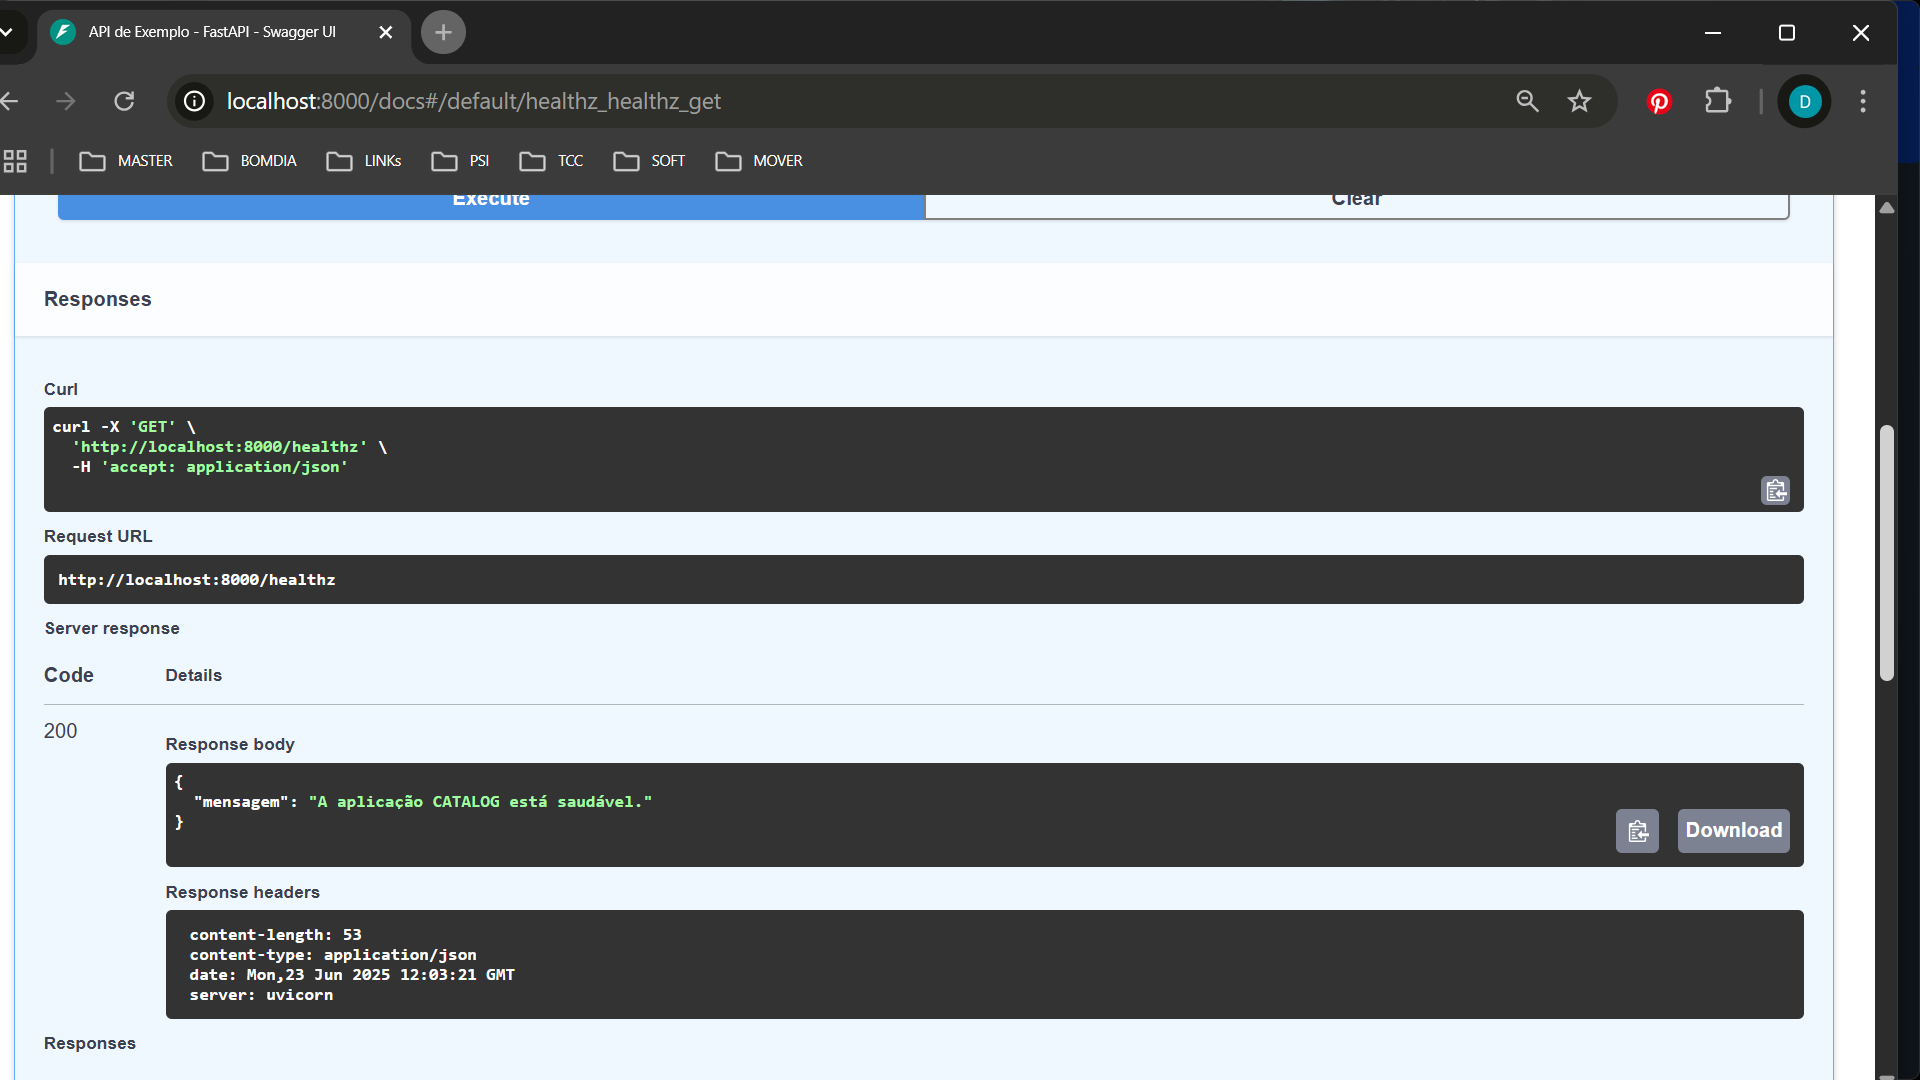 API de Exemplo - FastAPI - Swagger UI
localhost:8000/docs#/default/healthz_healthz_get
D
MASTER BOMDIA LINKs PSI TCC SOFT MOVER
Execute Clear
Responses
Curl
curl -X 'GET' \
'http://localhost:8000/healthz' \
-H 'accept: application/json'
Request URL
http://localhost:8000/healthz
Server response
Code Details
200
Response body
{
"mensagem": "A aplicação CATALOG está saudável."
}
Download
Response headers
content-length: 53
content-type: application/json
date: Mon,23 Jun 2025 12:03:21 GMT
server: uvicorn
Responses